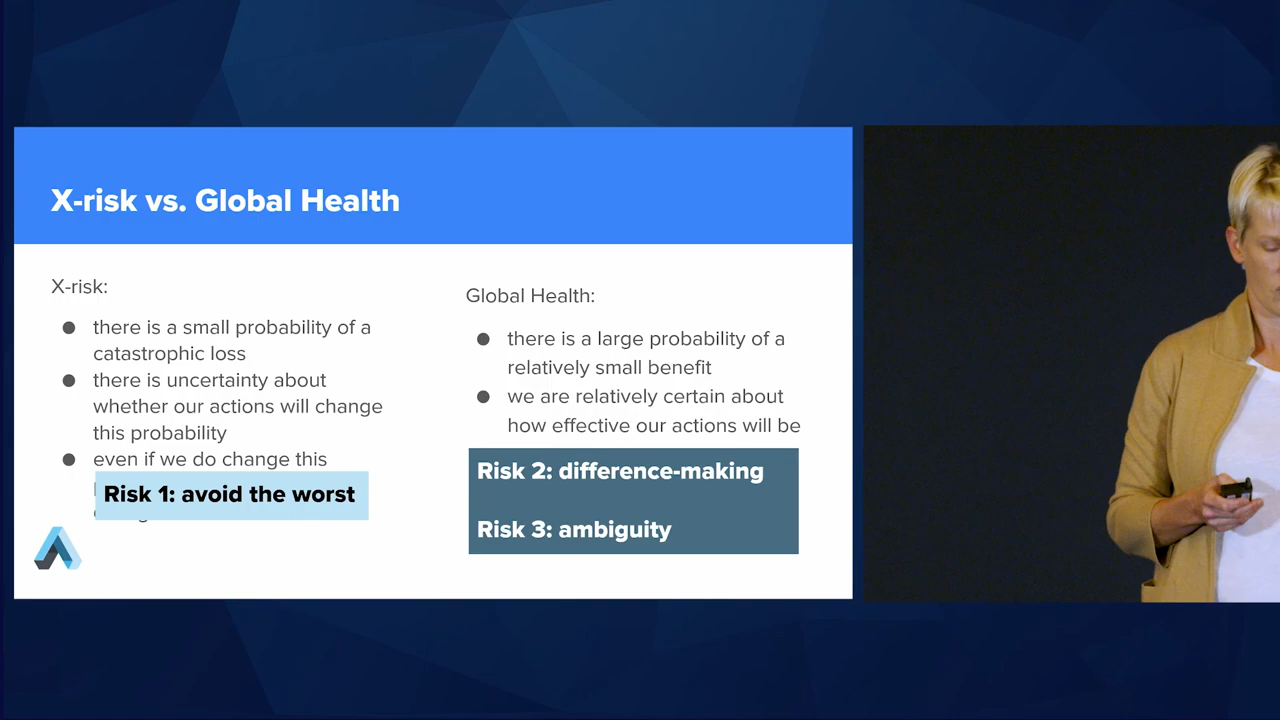 X-risk vs. Global Health
X-risk:
● there is a small probability of a
catastrophic loss
● there is uncertainty about
whether our actions will change
this probability
● even if we do change this
Risk 1: avoid the worst
Global Health:
● there is a large probability of a
relatively small benefit
● we are relatively certain about
how effective our actions will be
Risk 2: difference-making
Risk 3: ambiguity